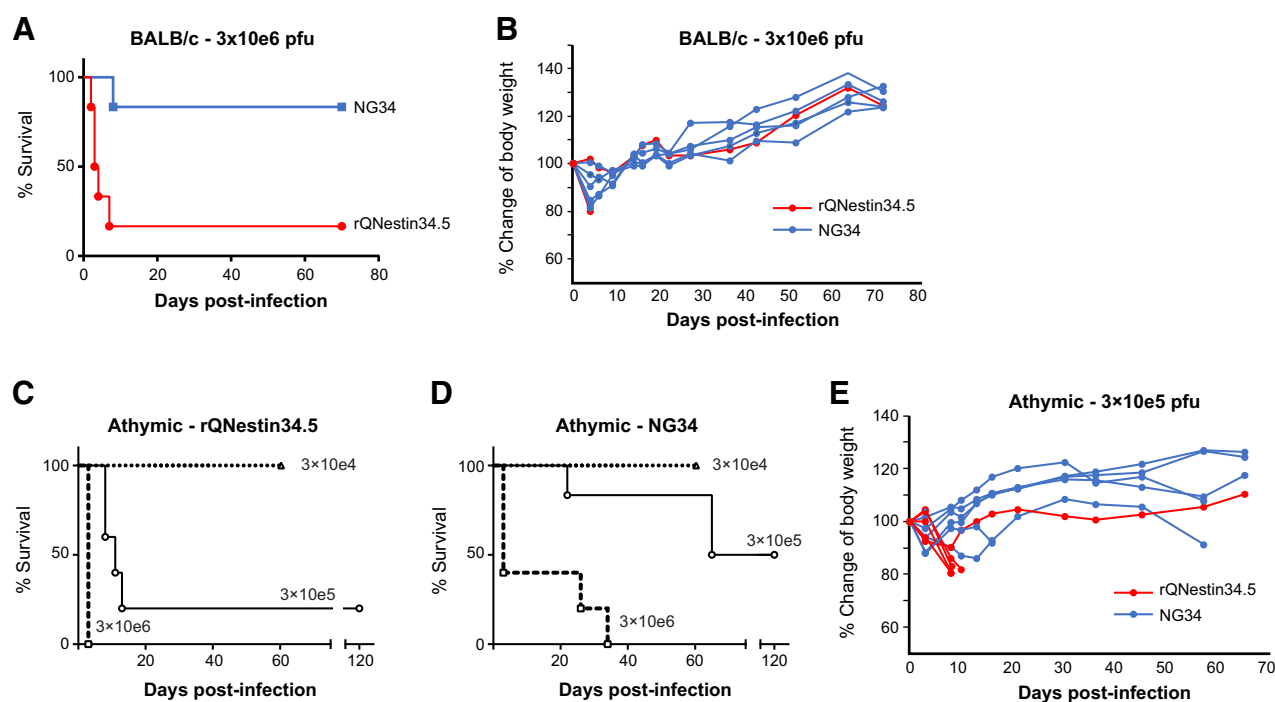 A
BALB/c - 3x10e6 pfu
% Survival
100
50
0
0 20 40 60 80
NG34
rQNestin34.5
Days post-infection
B
BALB/c - 3x10e6 pfu
% Change of body weight
140
120
100
80
60
rQNestin34.5
NG34
0 10 20 30 40 50 60 70 80
Days post-infection
C
Athymic - rQNestin34.5
% Survival
100
50
0
3×10e4
3×10e5
3×10e6
20 40 60 120
Days post-infection
D
Athymic - NG34
% Survival
100
50
0
3×10e4
3×10e5
3×10e6
20 40 60 120
Days post-infection
E
Athymic - 3×10e5 pfu
% Change of body weight
140
120
100
80
60
rQNestin34.5
NG34
0 10 20 30 40 50 60 70
Days post-infection